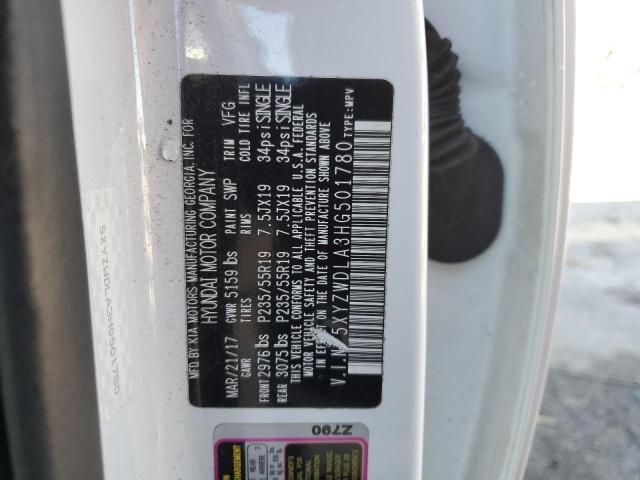 MFD.BY KIA MOTORS MANUFACTURING GEORGIA.INC.FOR
HYUNDAI MOTOR COMPANY
MAR/21/17 GVWR 5159 lbs PAINT SWP TRIM VFG
GAWR TIRES RIMS COLD TIRE INFL
FRONT 2976 lbs P235/55R19 7.5JX19 34psi SINGLE
REAR 3075 lbs P235/55R19 7.5JX19 34psi SINGLE
THIS VEHICLE CONFORMS TO ALL APPLICABLE U.S.A. FEDERAL
MOTOR VEHICLE SAFETY AND THEFT PREVENTION STANDARDS
IN EFFECT ON THE DATE OF MANUFACTURE SHOWN ABOVE
V.I.N: 5XYZWDLA3HG501780 TYPE:MPV
5XYZWDLA3HG501780
Z790
REAR
ARRIERE